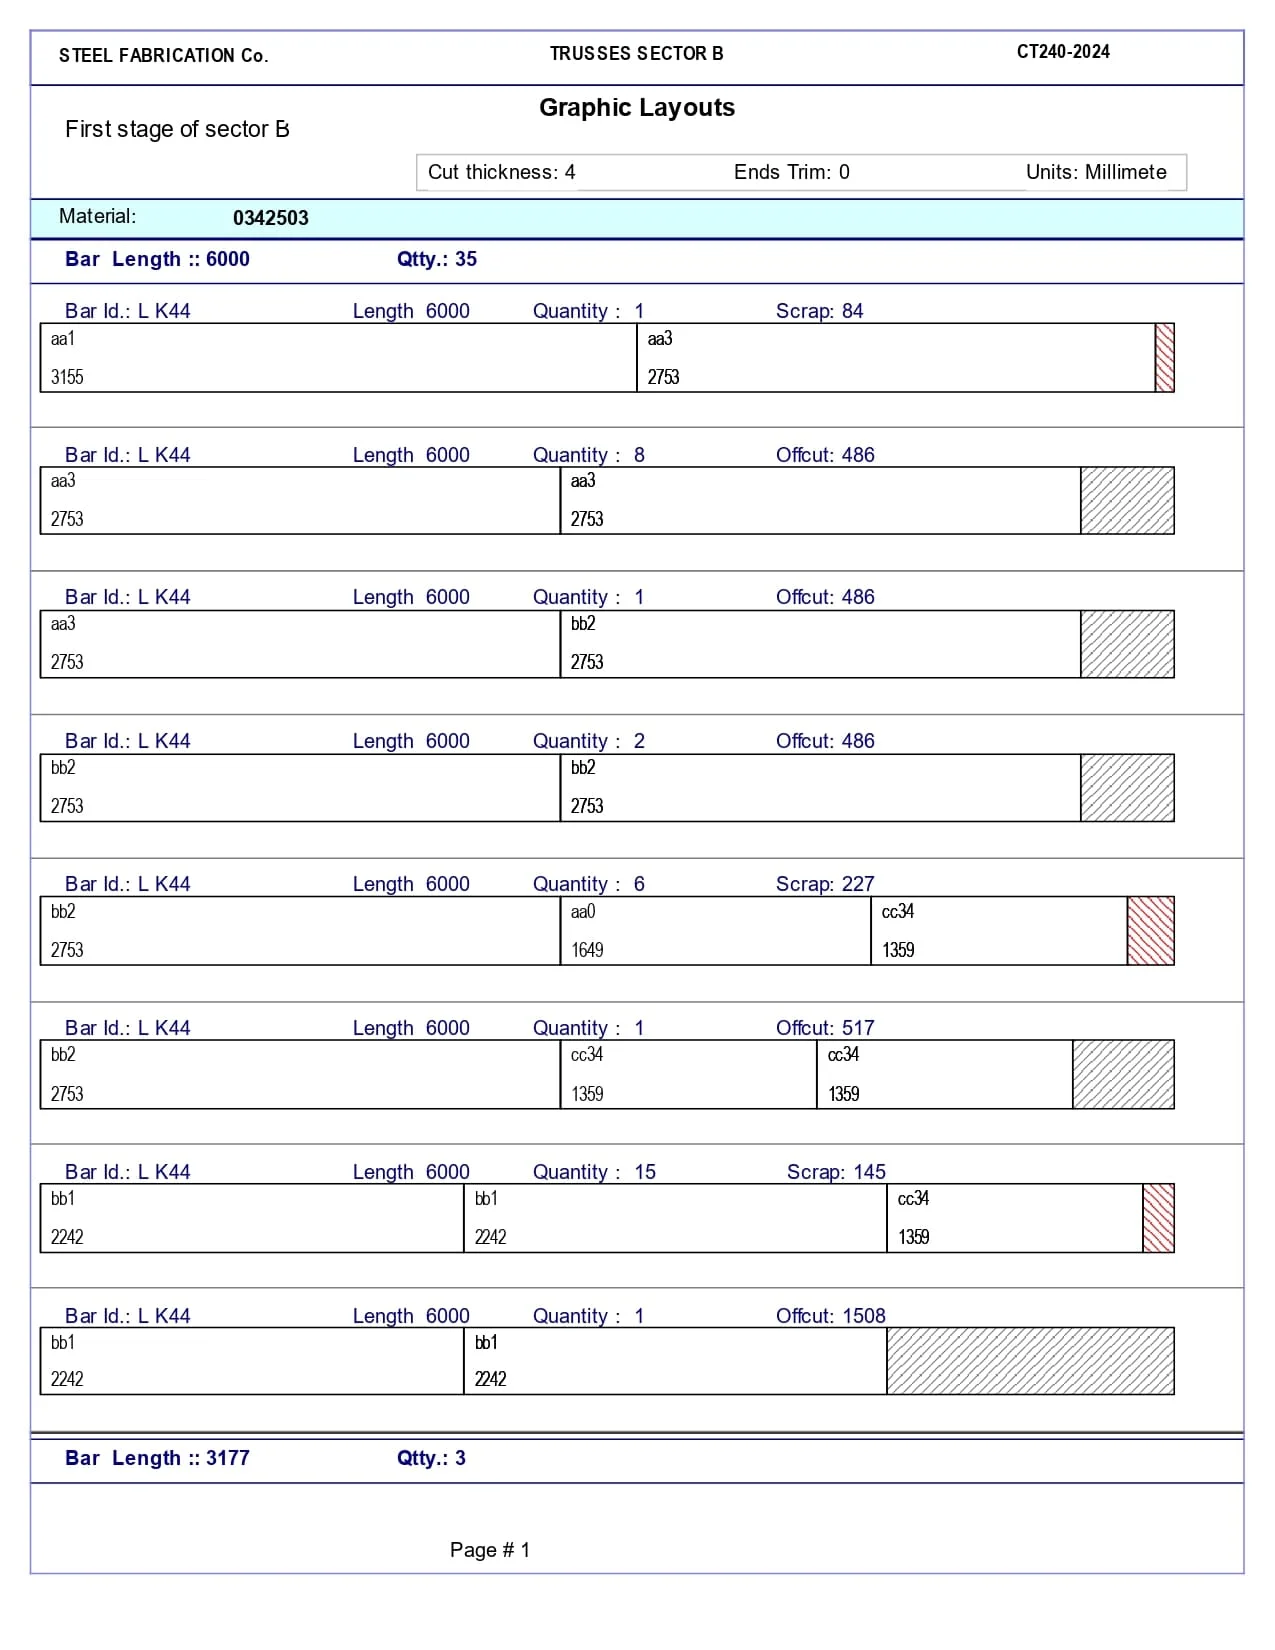 STEEL FABRICATION Co. TRUSSES SECTOR B CT240-2024
Graphic Layouts
First stage of sector B
Cut thickness: 4 Ends Trim: 0 Units: Millimete
Material: 0342503
Bar Length :: 6000 Qtty.: 35
Bar Id.: L K44 Length 6000 Quantity : 1 Scrap: 84
aa1 aa3
3155 2753
Bar Id.: L K44 Length 6000 Quantity : 8 Offcut: 486
aa3 aa3
2753 2753
Bar Id.: L K44 Length 6000 Quantity : 1 Offcut: 486
aa3 bb2
2753 2753
Bar Id.: L K44 Length 6000 Quantity : 2 Offcut: 486
bb2 bb2
2753 2753
Bar Id.: L K44 Length 6000 Quantity : 6 Scrap: 227
bb2 aa0 cc34
2753 1649 1359
Bar Id.: L K44 Length 6000 Quantity : 1 Offcut: 517
bb2 cc34 cc34
2753 1359 1359
Bar Id.: L K44 Length 6000 Quantity : 15 Scrap: 145
bb1 bb1 cc34
2242 2242 1359
Bar Id.: L K44 Length 6000 Quantity : 1 Offcut: 1508
bb1 bb1
2242 2242
Bar Length :: 3177 Qtty.: 3
Page # 1